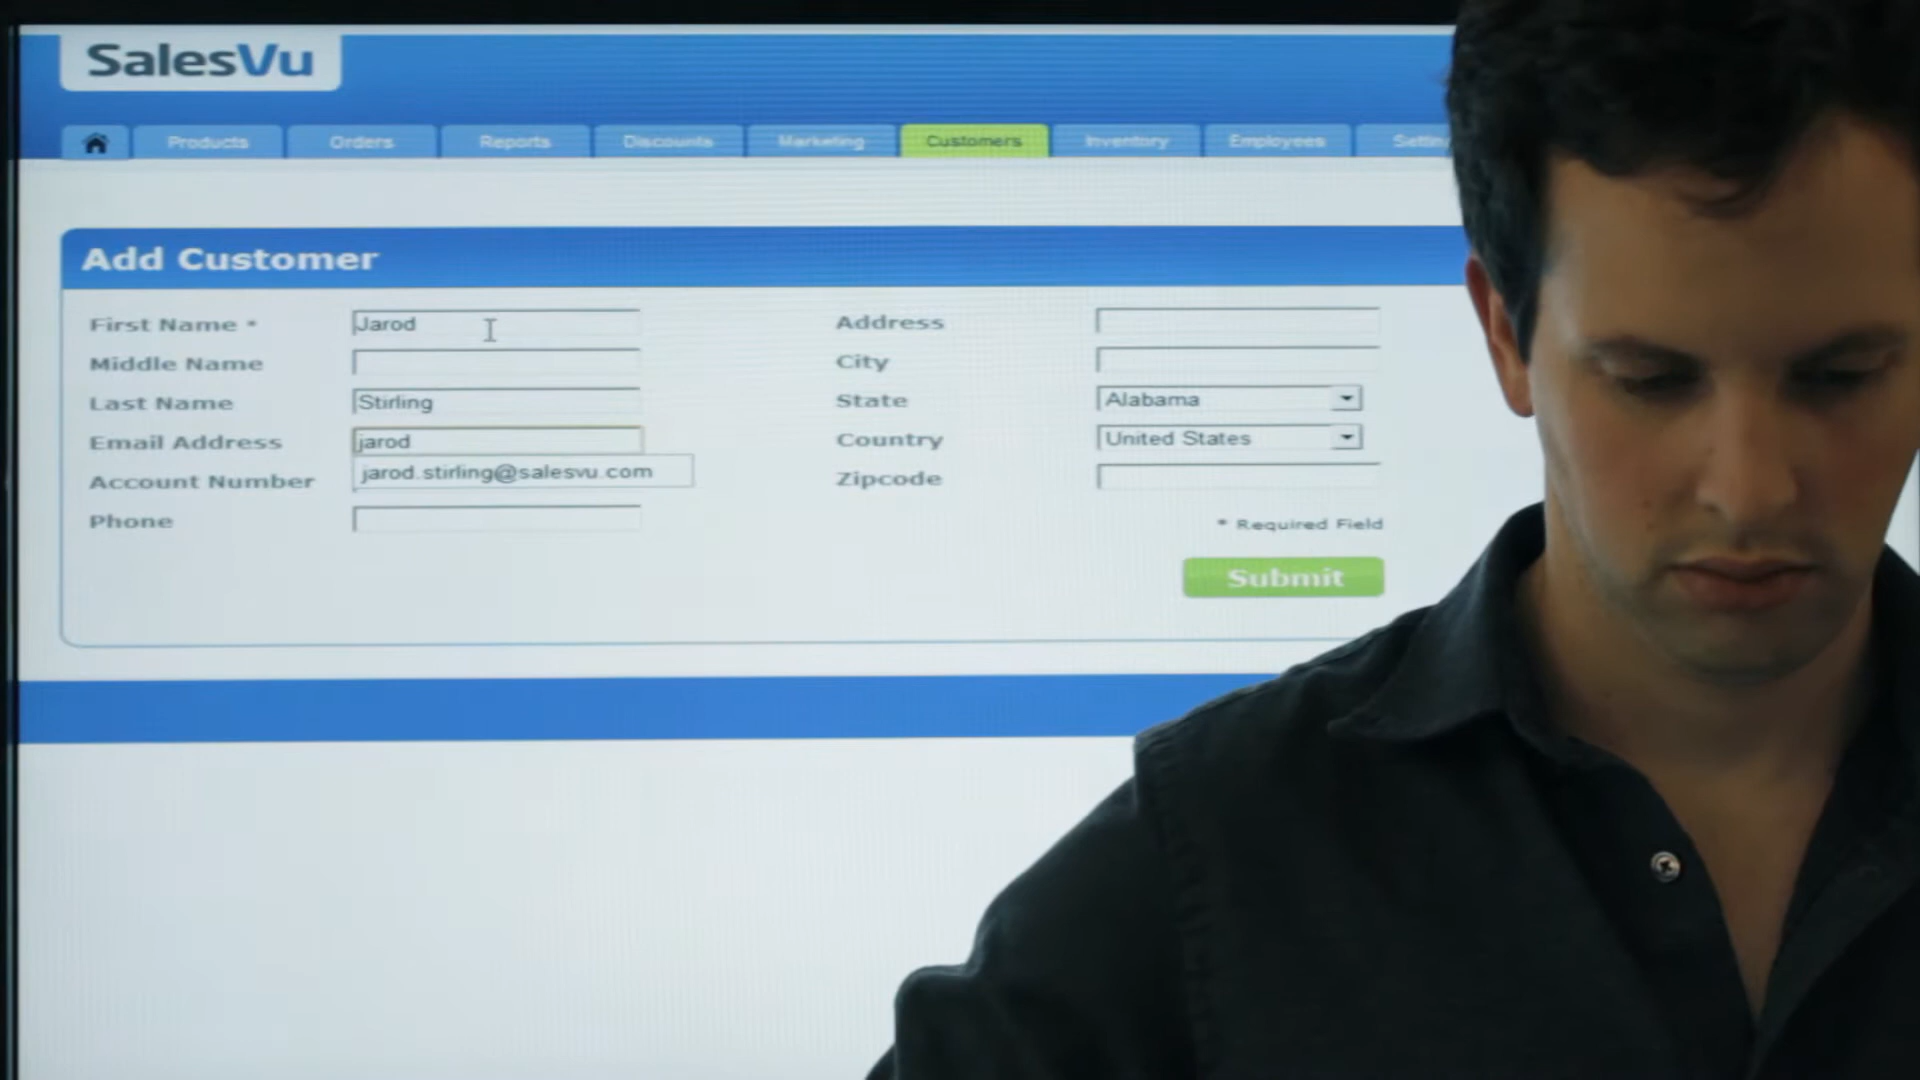 SalesVu
Products Orders Reports Discounts Marketing Customers Inventory Employees
Add Customer
First Name * Jarod
Middle Name
Last Name Stirling
Email Address jarod
jarod.stirling@salesvu.com
Account Number
Phone
Address
City
State Alabama
Country United States
Zipcode
* Required Field
Submit